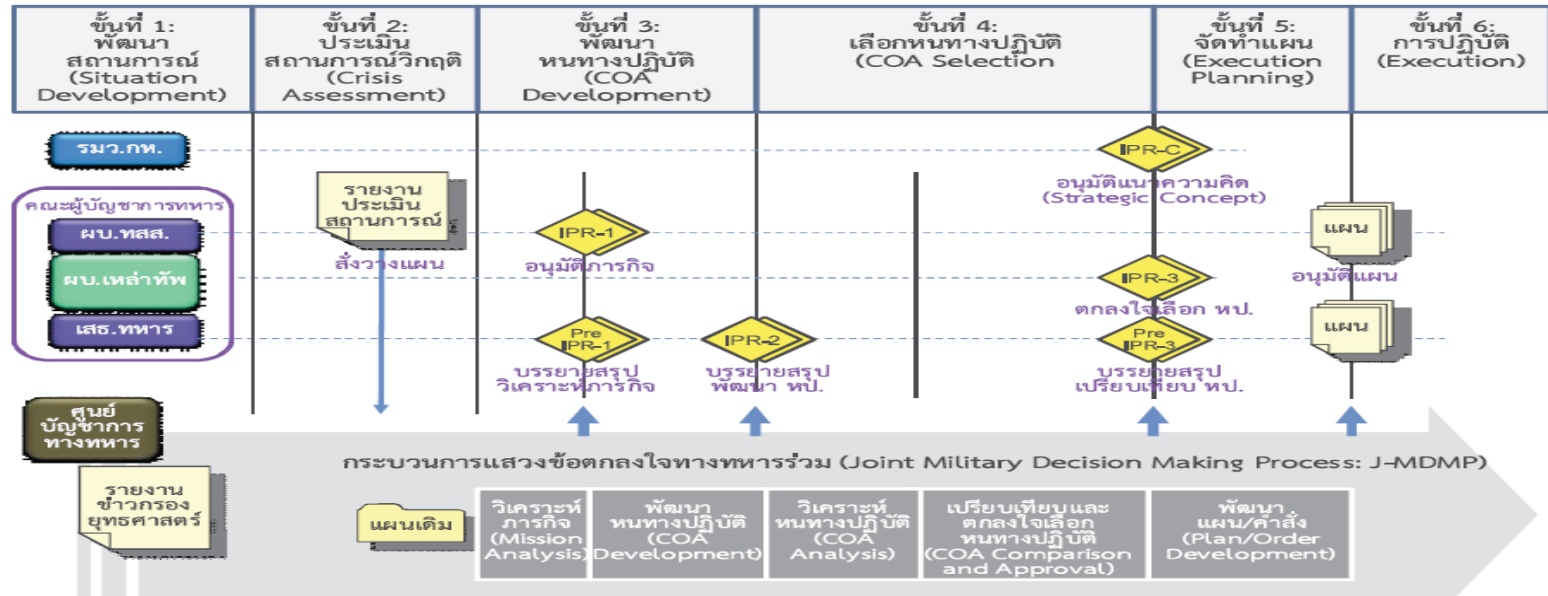 ขั้นที่ 1:
พัฒนา
สถานการณ์
(Situation
Development)
ขั้นที่ 2:
ประเมิน
สถานการณ์วิกฤติ
(Crisis
Assessment)
ขั้นที่ 3:
พัฒนา
หนทางปฏิบัติ
(COA
Development)
ขั้นที่ 4:
เลือกหนทางปฏิบัติ
(COA Selection
ขั้นที่ 5:
จัดทำแผน
(Execution
Planning)
ขั้นที่ 6:
การปฏิบัติ
(Execution)
รมว.กห.
IPR-C
อนุมัติแนวความคิด
(Strategic Concept)
คณะผู้บัญชาการทหาร
ผบ.ทสส.
ผบ.เหล่าทัพ
เสธ.ทหาร
รายงาน
ประเมิน
สถานการณ์
สั่งวางแผน
IPR-1
อนุมัติภารกิจ
แผน
อนุมัติแผน
IPR-3
ตกลงใจเลือก หป.
Pre
IPR-1
บรรยายสรุป
วิเคราะห์ภารกิจ
IPR-2
บรรยายสรุป
พัฒนา หป.
Pre
IPR-3
บรรยายสรุป
เปรียบเทียบ หป.
แผน
ศูนย์
บัญชาการ
ทางทหาร
กระบวนการแสวงข้อตกลงใจทางทหารร่วม (Joint Military Decision Making Process: J-MDMP)
รายงาน
ข่าวกรอง
ยุทธศาสตร์
แผนเดิม
วิเคราะห์
ภารกิจ
(Mission
Analysis)
พัฒนา
หนทางปฏิบัติ
(COA
Development)
วิเคราะห์
หนทางปฏิบัติ
(COA
Analysis)
เปรียบเทียบและ
ตกลงใจเลือก
หนทางปฏิบัติ
(COA Comparison
and Approval)
พัฒนา
แผน/คำสั่ง
(Plan/Order
Development)